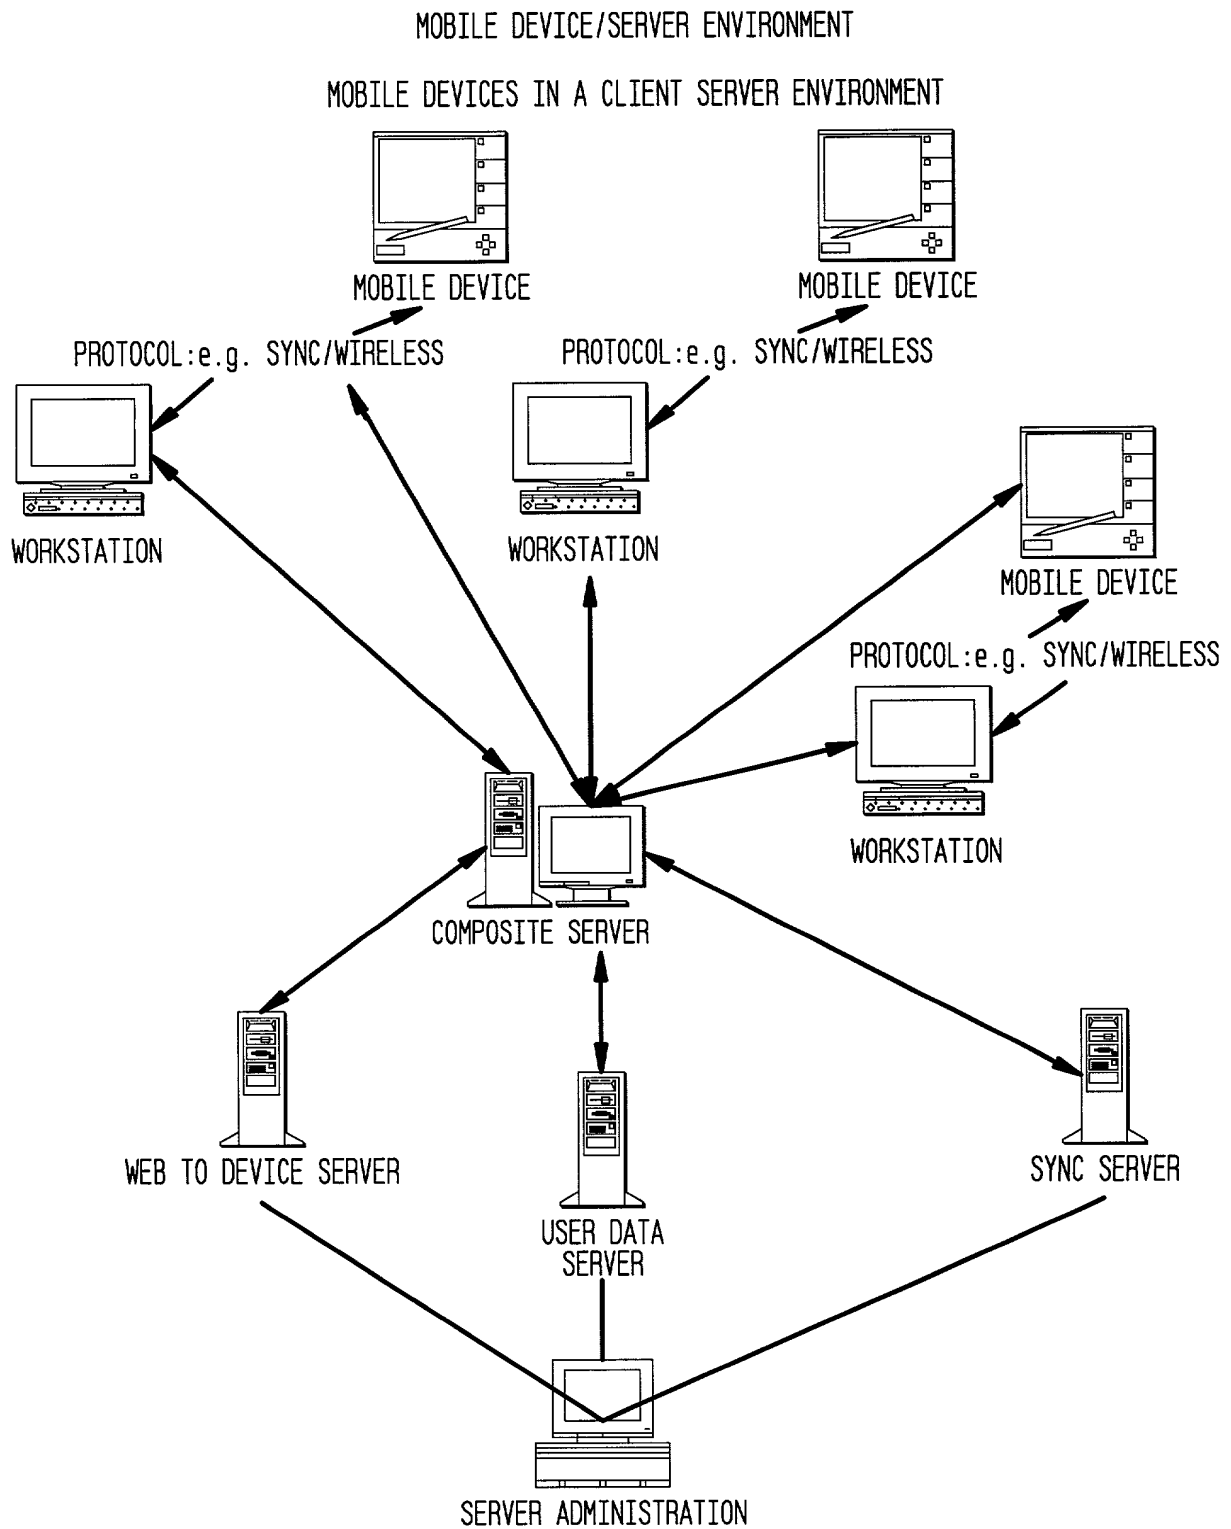 MOBILE DEVICE/SERVER ENVIRONMENT
MOBILE DEVICES IN A CLIENT SERVER ENVIRONMENT
MOBILE DEVICE
MOBILE DEVICE
PROTOCOL:e.g. SYNC/WIRELESS
PROTOCOL:e.g. SYNC/WIRELESS
WORKSTATION
WORKSTATION
MOBILE DEVICE
PROTOCOL:e.g. SYNC/WIRELESS
WORKSTATION
COMPOSITE SERVER
WEB TO DEVICE SERVER
SYNC SERVER
USER DATA
SERVER
SERVER ADMINISTRATION